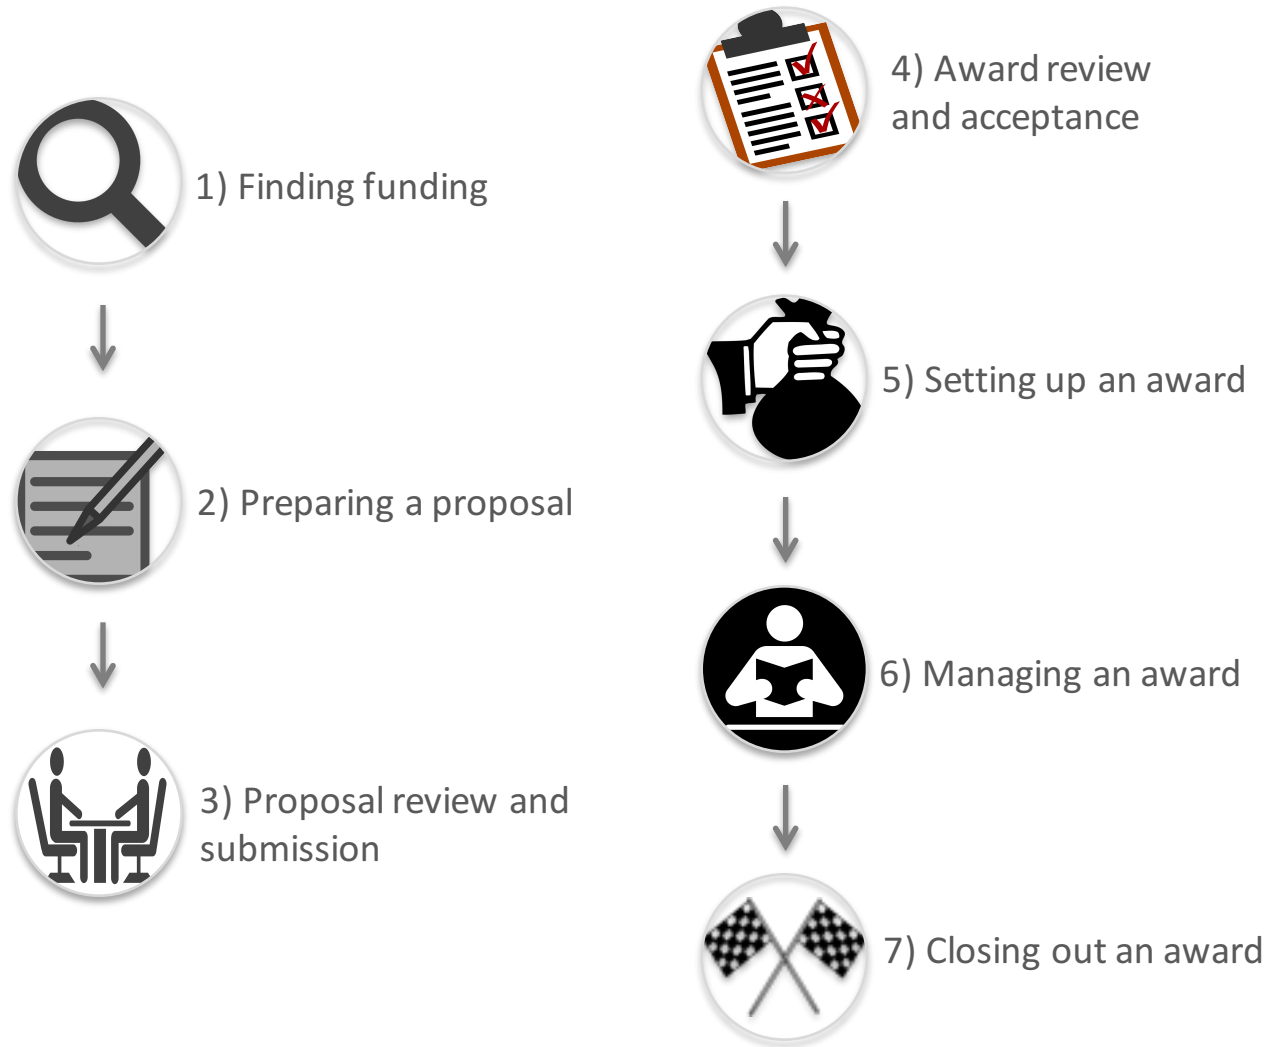 1) Finding funding
2) Preparing a proposal
3) Proposal review and
submission
4) Award review
and acceptance
5) Setting up an award
6) Managing an award
7) Closing out an award